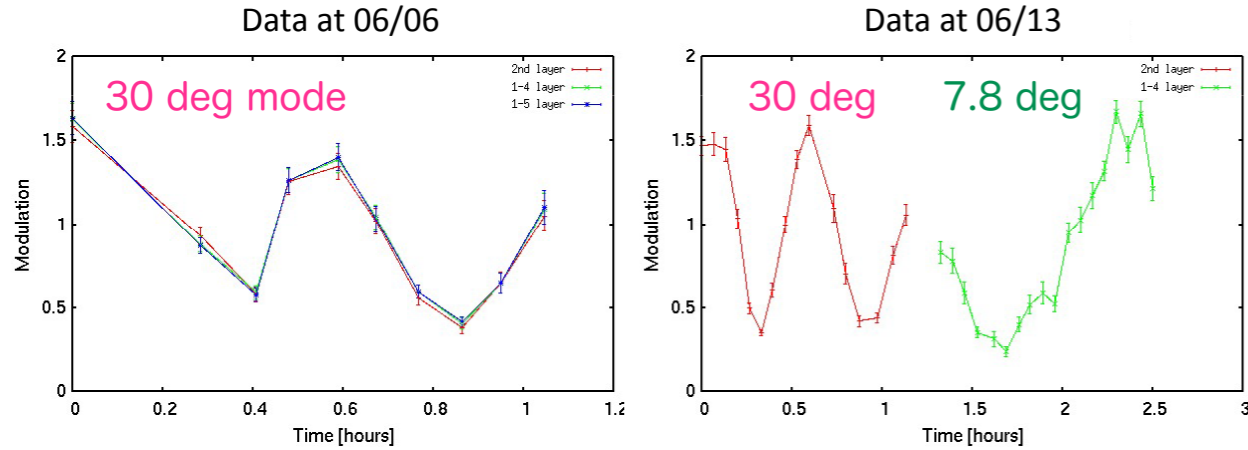 Data at 06/06
Data at 06/13
2
1.5
1
0.5
0
Modulation
30 deg mode
2nd layer
1-4 layer
1-5 layer
0
0.2
0.4
0.6
0.8
1
1.2
Time [hours]
2
1.5
1
0.5
0
Modulation
30 deg
7.8 deg
2nd layer
1-4 layer
0
0.5
1
1.5
2
2.5
3
Time [hours]